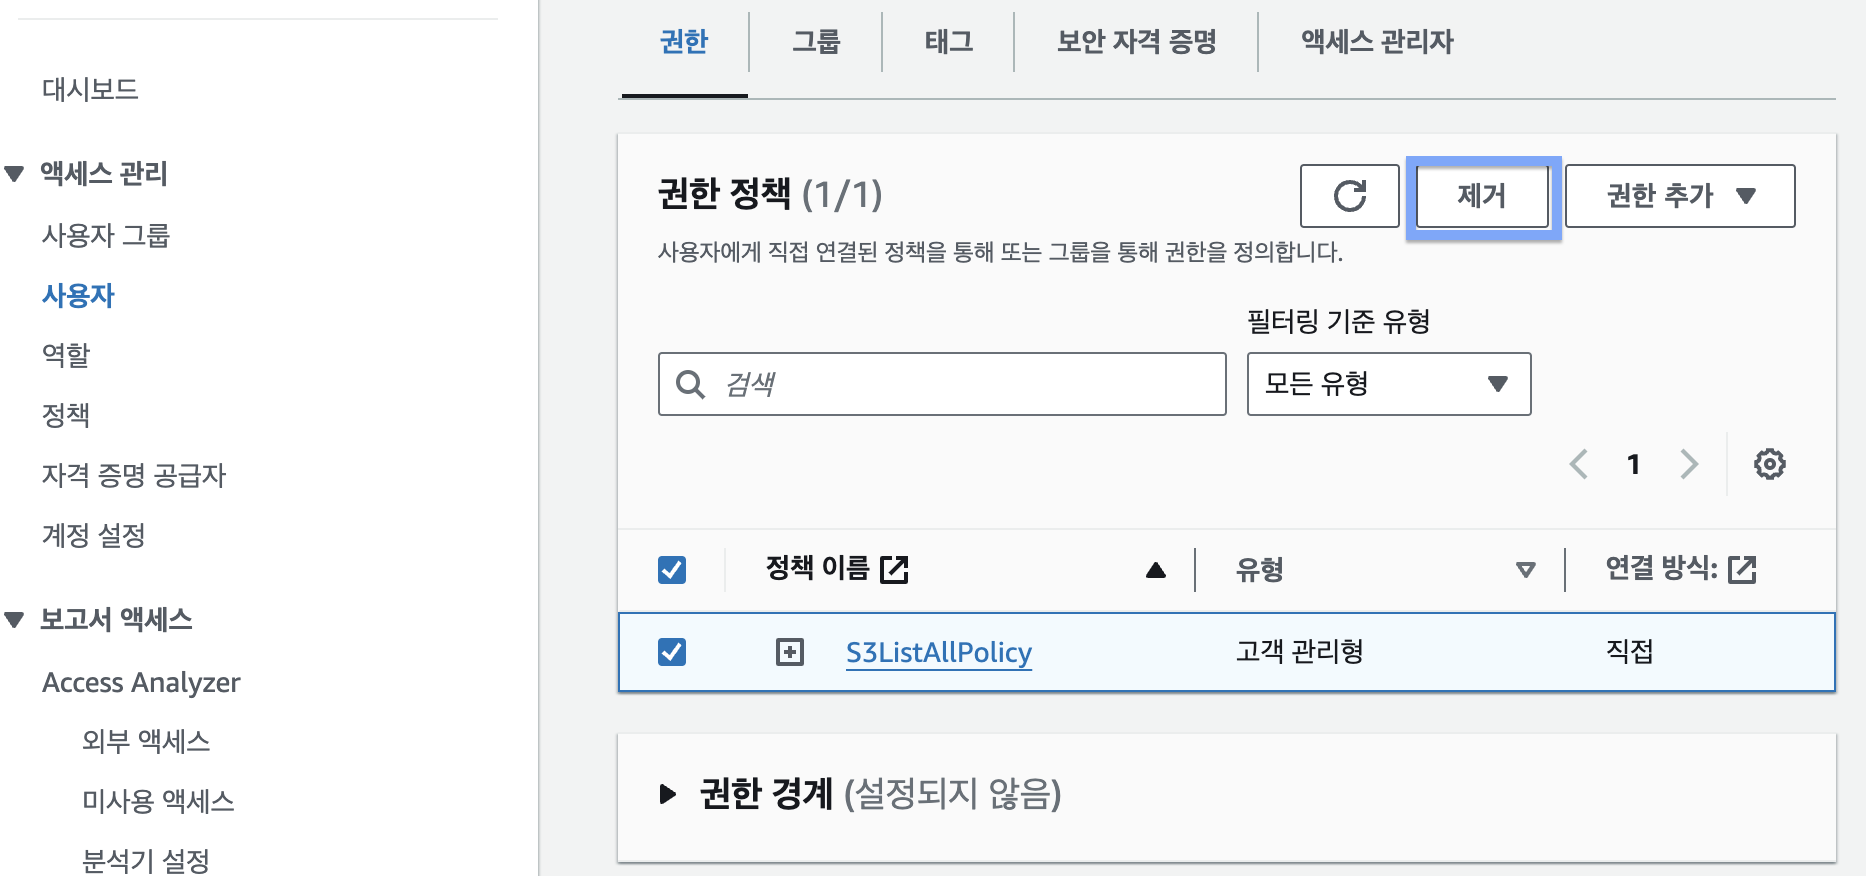 대시보드
액세스 관리
사용자 그룹
사용자
역할
정책
자격 증명 공급자
계정 설정
보고서 액세스
Access Analyzer
외부 액세스
미사용 액세스
분석기 설정
권한 그룹 태그 보안 자격 증명 액세스 관리자
권한 정책 (1/1) 제거 권한 추가
사용자에게 직접 연결된 정책을 통해 또는 그룹을 통해 권한을 정의합니다.
필터링 기준 유형
검색 모든 유형
1
정책 이름 유형 연결 방식:
S3ListAllPolicy 고객 관리형 직접
권한 경계 (설정되지 않음)